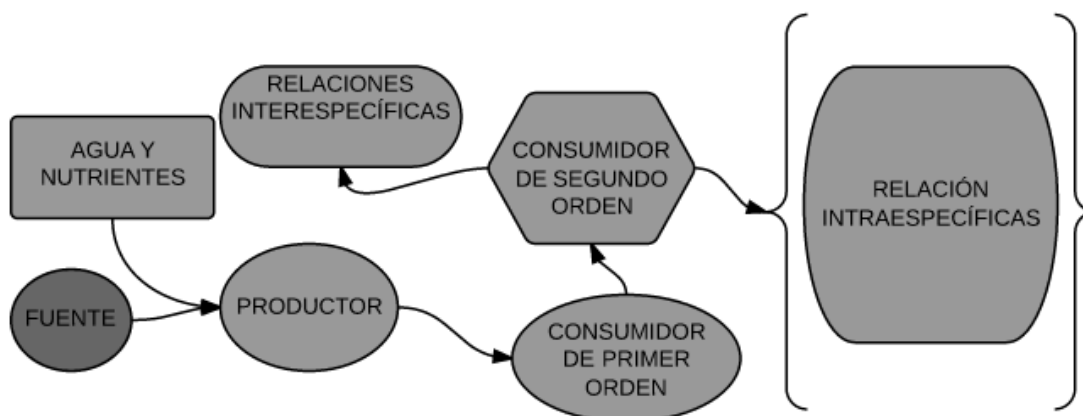 RELACIONES
INTERESPECÍFICAS
AGUA Y
NUTRIENTES
CONSUMIDOR
DE SEGUNDO
ORDEN
RELACIÓN
INTRAESPECÍFICAS
FUENTE
PRODUCTOR
CONSUMIDOR
DE PRIMER
ORDEN